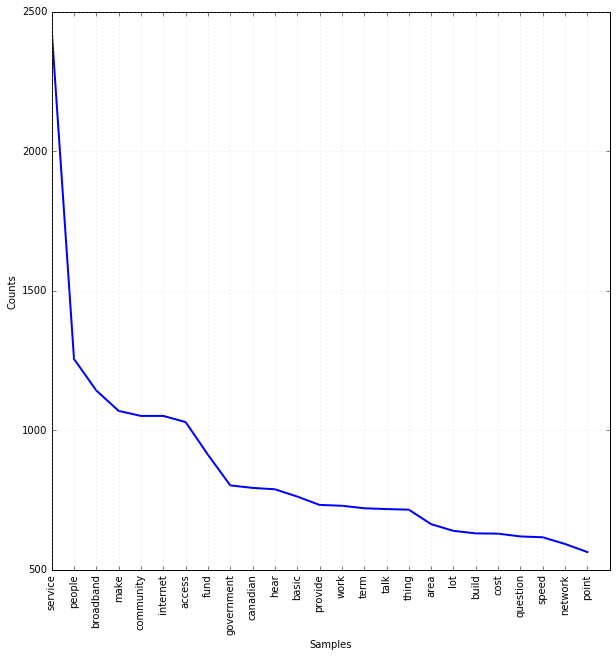 2500
2000
1500
1000
500
Counts
service
people
broadband
make
community
internet
access
fund
government
canadian
hear
basic
provide
work
term
talk
thing
area
lot
build
cost
question
speed
network
point
Samples